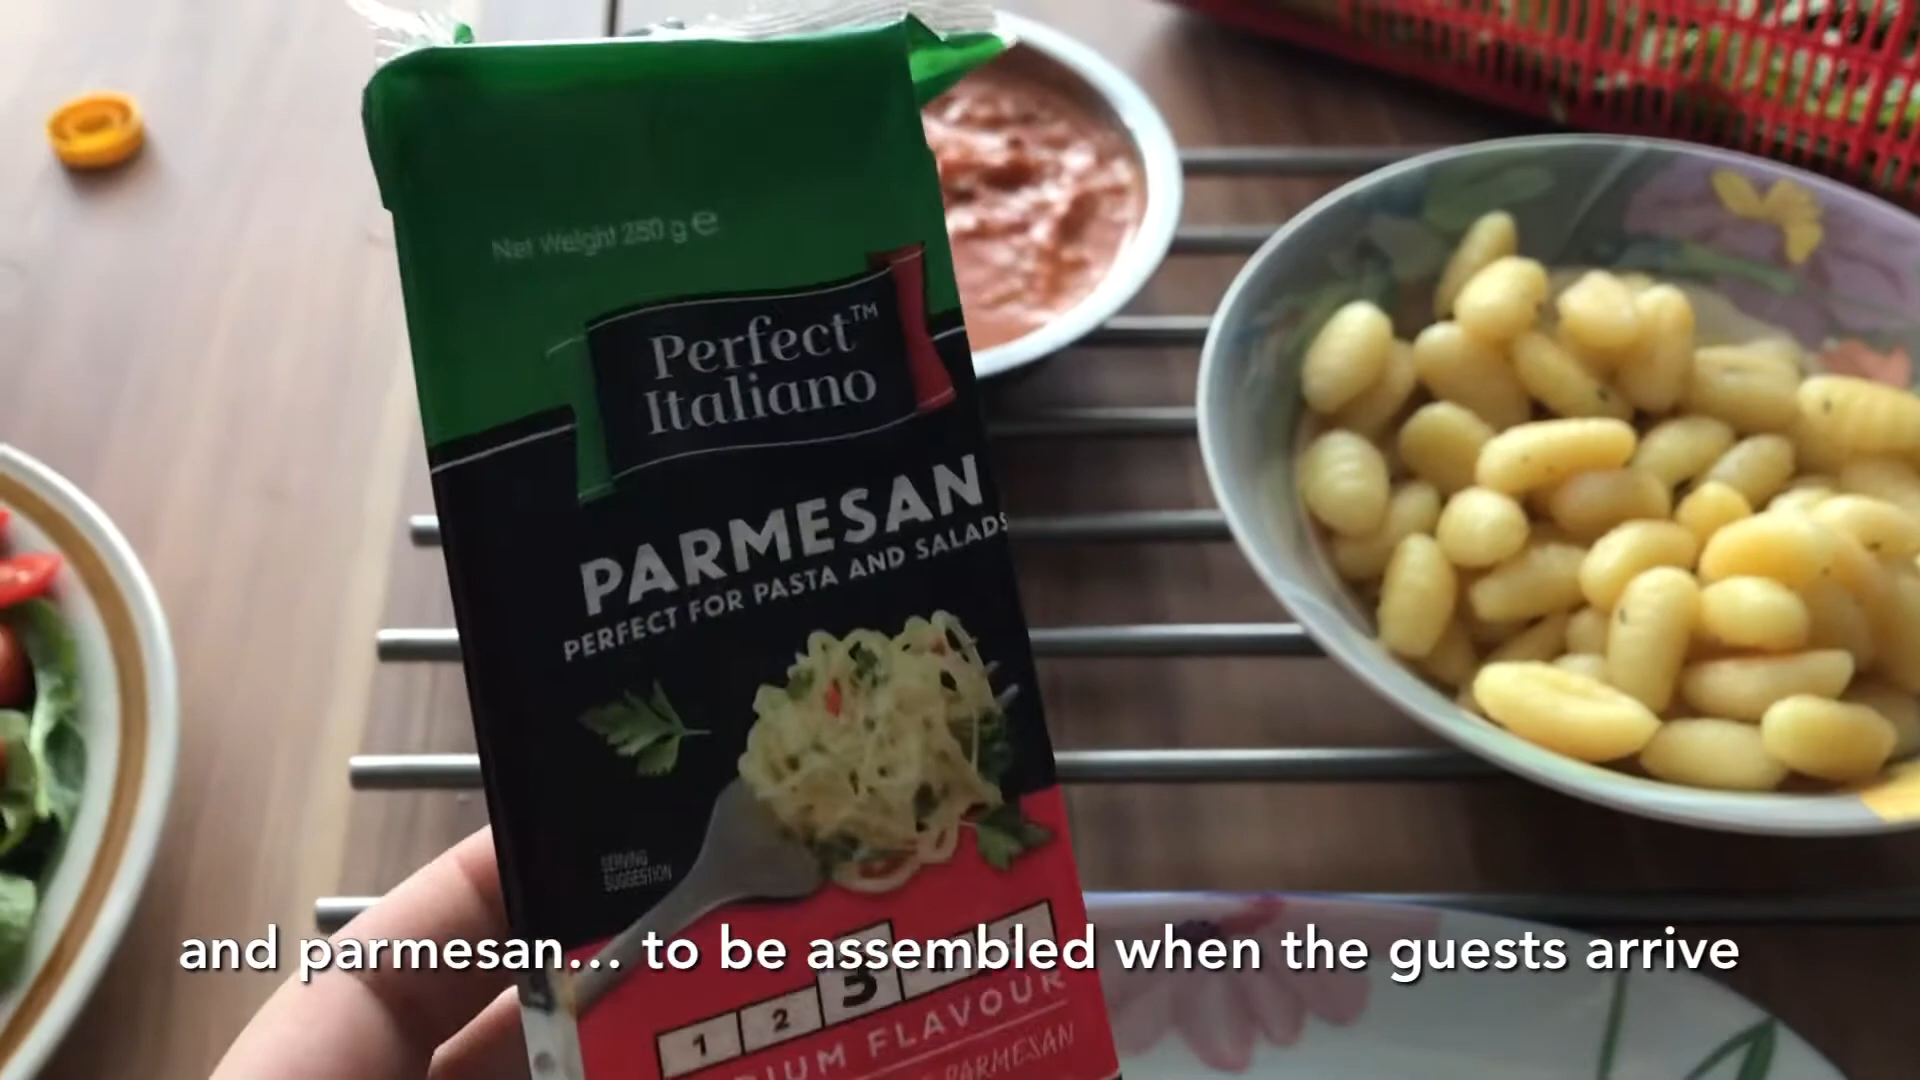 Net Weight 250 g e
Perfect™
Italiano
PARMESAN
PERFECT FOR PASTA AND SALADS
SERVING
SUGGESTION
and parmesan... to be assembled when the guests arrive
1 2 3
FLAVOUR
PARMESAN